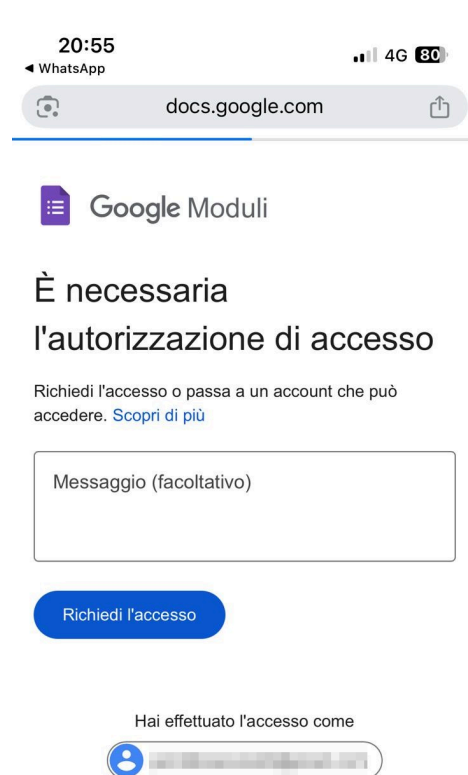 20:55
4G 80
◀ WhatsApp
docs.google.com
Google Moduli
È necessaria
l'autorizzazione di accesso
Richiedi l'accesso o passa a un account che può
accedere. Scopri di più
Messaggio (facoltativo)
Richiedi l'accesso
Hai effettuato l'accesso come